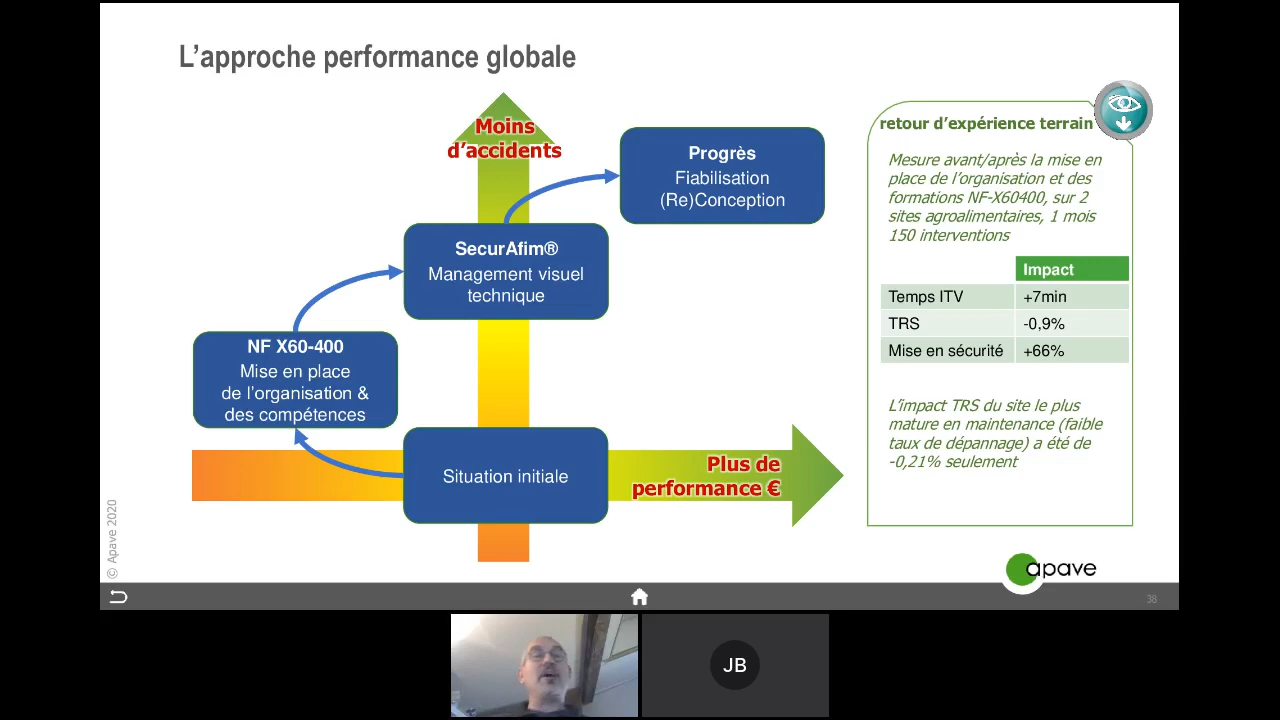 L’approche performance globale
Moins
d’accidents
Progrès
Fiabilisation
(Re)Conception
SecurAfim®
Management visuel
technique
NF X60-400
Mise en place
de l’organisation &
des compétences
Situation initiale
Plus de
performance €
retour d’expérience terrain
Mesure avant/après la mise en
place de l’organisation et des
formations NF-X60400, sur 2
sites agroalimentaires, 1 mois
150 interventions
Impact
Temps ITV +7min
TRS -0,9%
Mise en sécurité +66%
L’impact TRS du site le plus
mature en maintenance (faible
taux de dépannage) a été de
-0,21% seulement
© Apave 2020
apave
38
JB